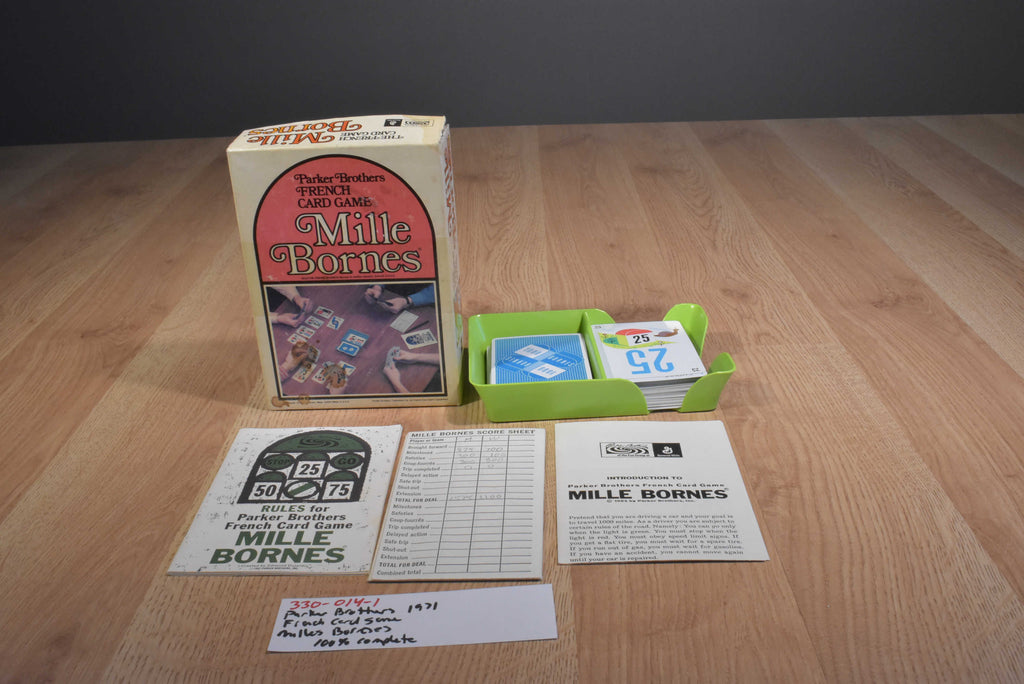 THE FRENCH
CARD GAME
Mille
Bornes
Parker Brothers
FRENCH
CARD GAME
Mille
Bornes
25
25
STOP
25
GO
50
75
RULES for
Parker Brothers
French Card Game
MILLE
BORNES
MILLE BORNES SCORE SHEET
Player or Team
Brought forward
Milestones
Safeties
Coup-fourrés
Trip completed
Delayed action
Safe trip
Shut-out
Extension
TOTAL FOR DEAL
Milestones
Safeties
Coup-fourrés
Trip completed
Delayed action
Safe trip
Shut-out
Extension
TOTAL FOR DEAL
Combined total
INTRODUCTION TO
Parker Brothers French Card Game
MILLE BORNES
Pretend that you are driving a car and your goal is
to travel 1000 miles. As a driver you are subject to
certain rules of the road. Namely: You can go only
when the light is green. You must stop when the
light is red. You must obey speed limit signs. If
you get a flat tire, you must wait for a spare tire.
If you run out of gas, you must wait for gasoline.
If you have an accident, you cannot move again
until your car is repaired.
330-014-1
Parker Brothers 1971
French Card Game
Milles Bornes
100% complete